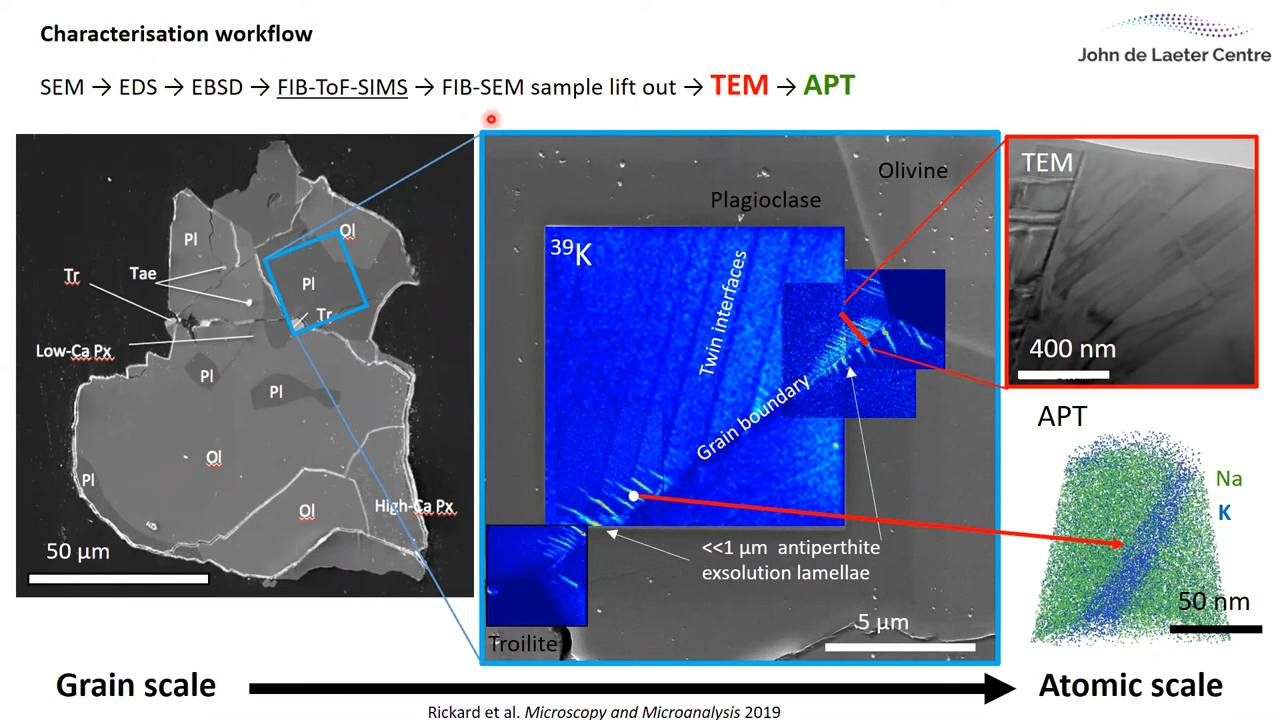 Characterisation workflow
John de Laeter Centre
SEM → EDS → EBSD → FIB-ToF-SIMS → FIB-SEM sample lift out → TEM → APT
Pl
Ol
Tr
Tae
Pl
Tr
Low-Ca Px
Pl
Pl
Ol
Pl
Ol
High-Ca Px
50 µm
Olivine
Plagioclase
39K
Twin interfaces
Grain boundary
<<1 µm antiperthite
exsolution lamellae
5 µm
Troilite
TEM
400 nm
APT
Na
K
50 nm
Grain scale
Atomic scale
Rickard et al. Microscopy and Microanalysis 2019